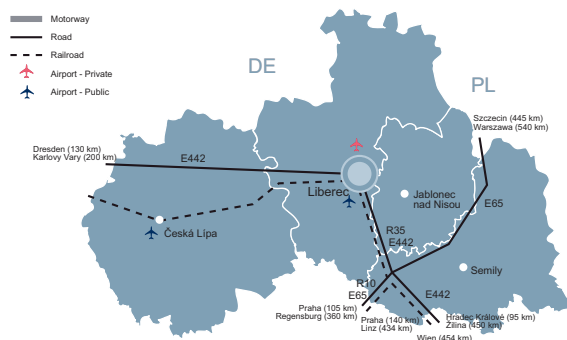 Motorway
Road
Railroad
Airport - Private
Airport - Public
DE
PL
Szczecin (445 km)
Warszawa (540 km)
Dresden (130 km)
Karlovy Vary (200 km)
E442
Liberec
Jablonec
nad Nisou
E65
Česká Lípa
R35
E442
Semily
R10
E65
E442
Praha (105 km)
Regensburg (360 km)
Praha (140 km)
Linz (434 km)
Hradec Králové (95 km)
Žilina (450 km)
Wien (454 km)